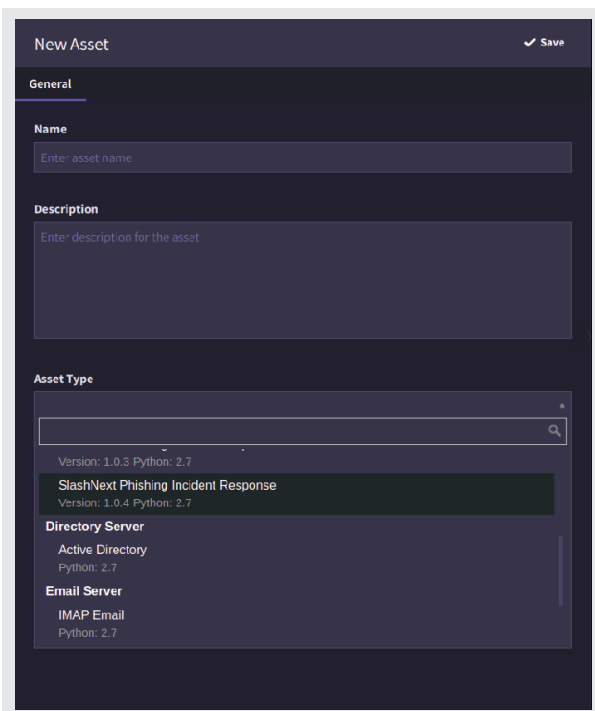 New Asset
Save
General
Name
Enter asset name
Description
Enter description for the asset
Asset Type
Version: 1.0.3 Python: 2.7
SlashNext Phishing Incident Response
Version: 1.0.4 Python: 2.7
Directory Server
Active Directory
Python: 2.7
Email Server
IMAP Email
Python: 2.7